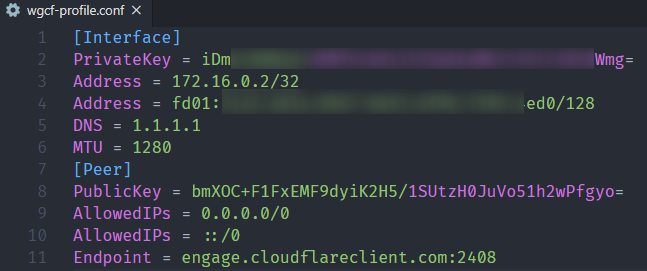 wgcf-profile.conf
1 [Interface]
2 PrivateKey = iDm Wmg=
3 Address = 172.16.0.2/32
4 Address = fd01: ed0/128
5 DNS = 1.1.1.1
6 MTU = 1280
7 [Peer]
8 PublicKey = bmXOC+F1FxEMF9dyiK2H5/1SUtzH0JuVo51h2wPfgyo=
9 AllowedIPs = 0.0.0.0/0
10 AllowedIPs = ::/0
11 Endpoint = engage.cloudflareclient.com:2408